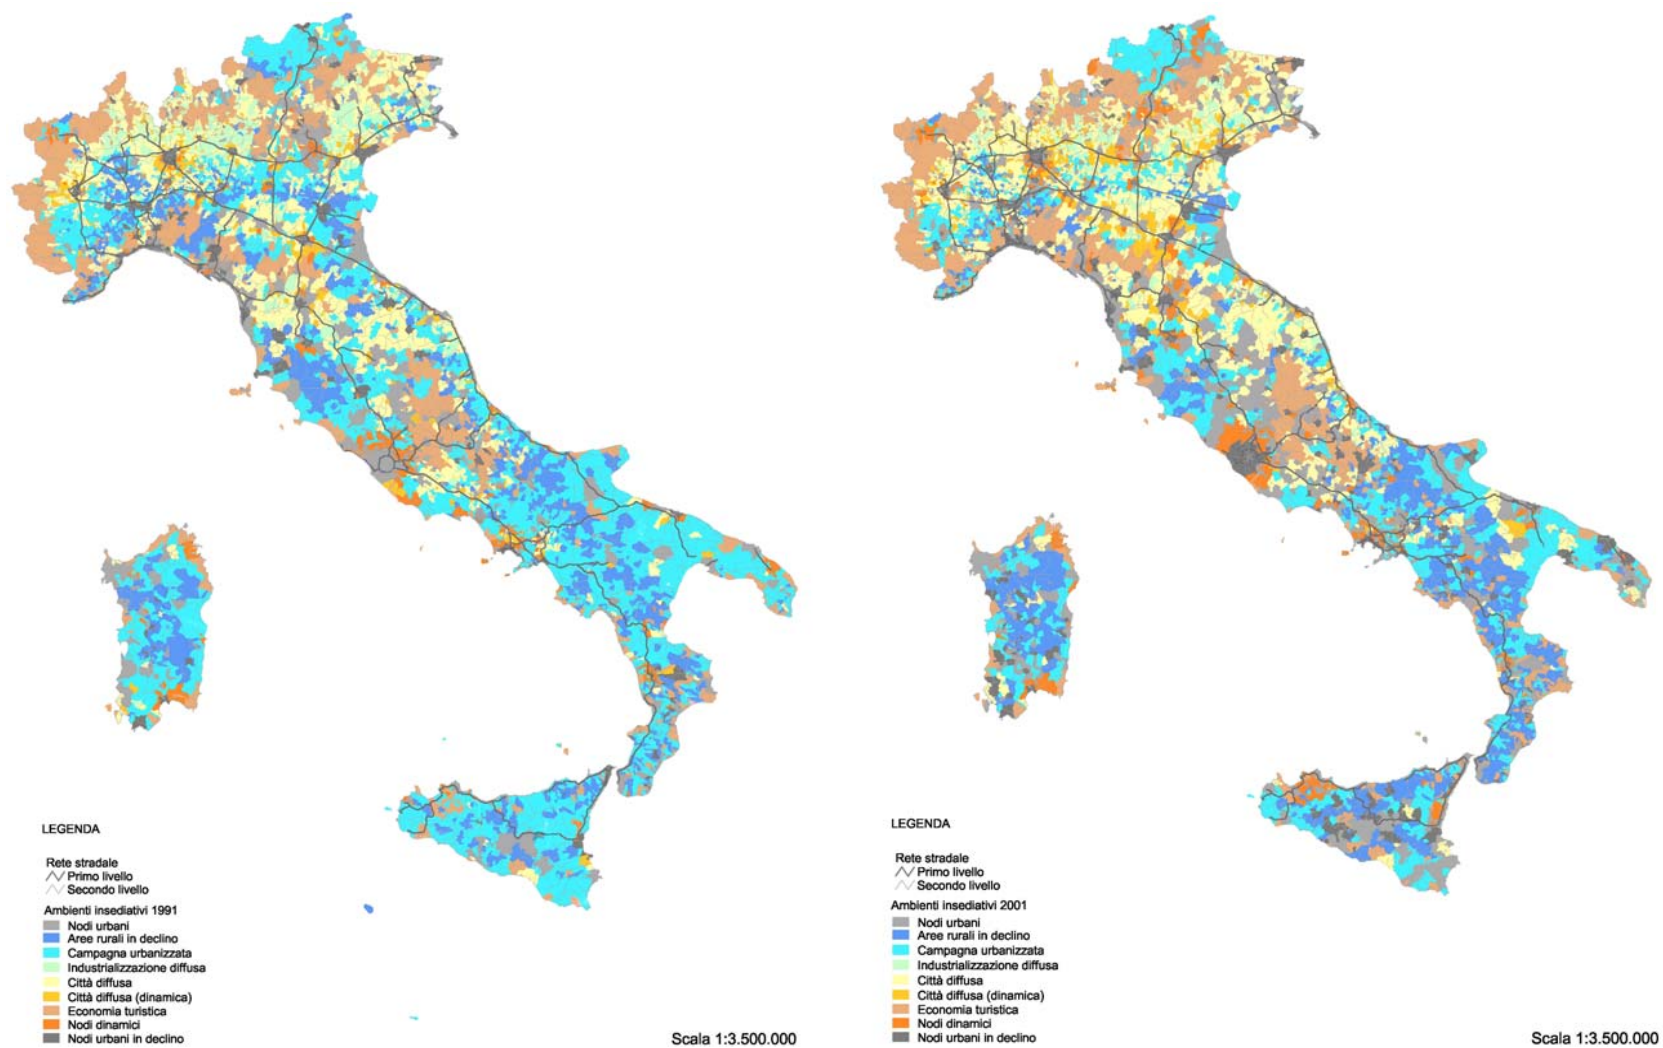 LEGENDA
Rete stradale
Primo livello
Secondo livello
Ambienti insediativi 1991
Nodi urbani
Aree rurali in declino
Campagna urbanizzata
Industrializzazione diffusa
Città diffusa
Città diffusa (dinamica)
Economia turistica
Nodi dinamici
Nodi urbani in declino
Scala 1:3.500.000
LEGENDA
Rete stradale
Primo livello
Secondo livello
Ambienti insediativi 2001
Nodi urbani
Aree rurali in declino
Campagna urbanizzata
Industrializzazione diffusa
Città diffusa
Città diffusa (dinamica)
Economia turistica
Nodi dinamici
Nodi urbani in declino
Scala 1:3.500.000